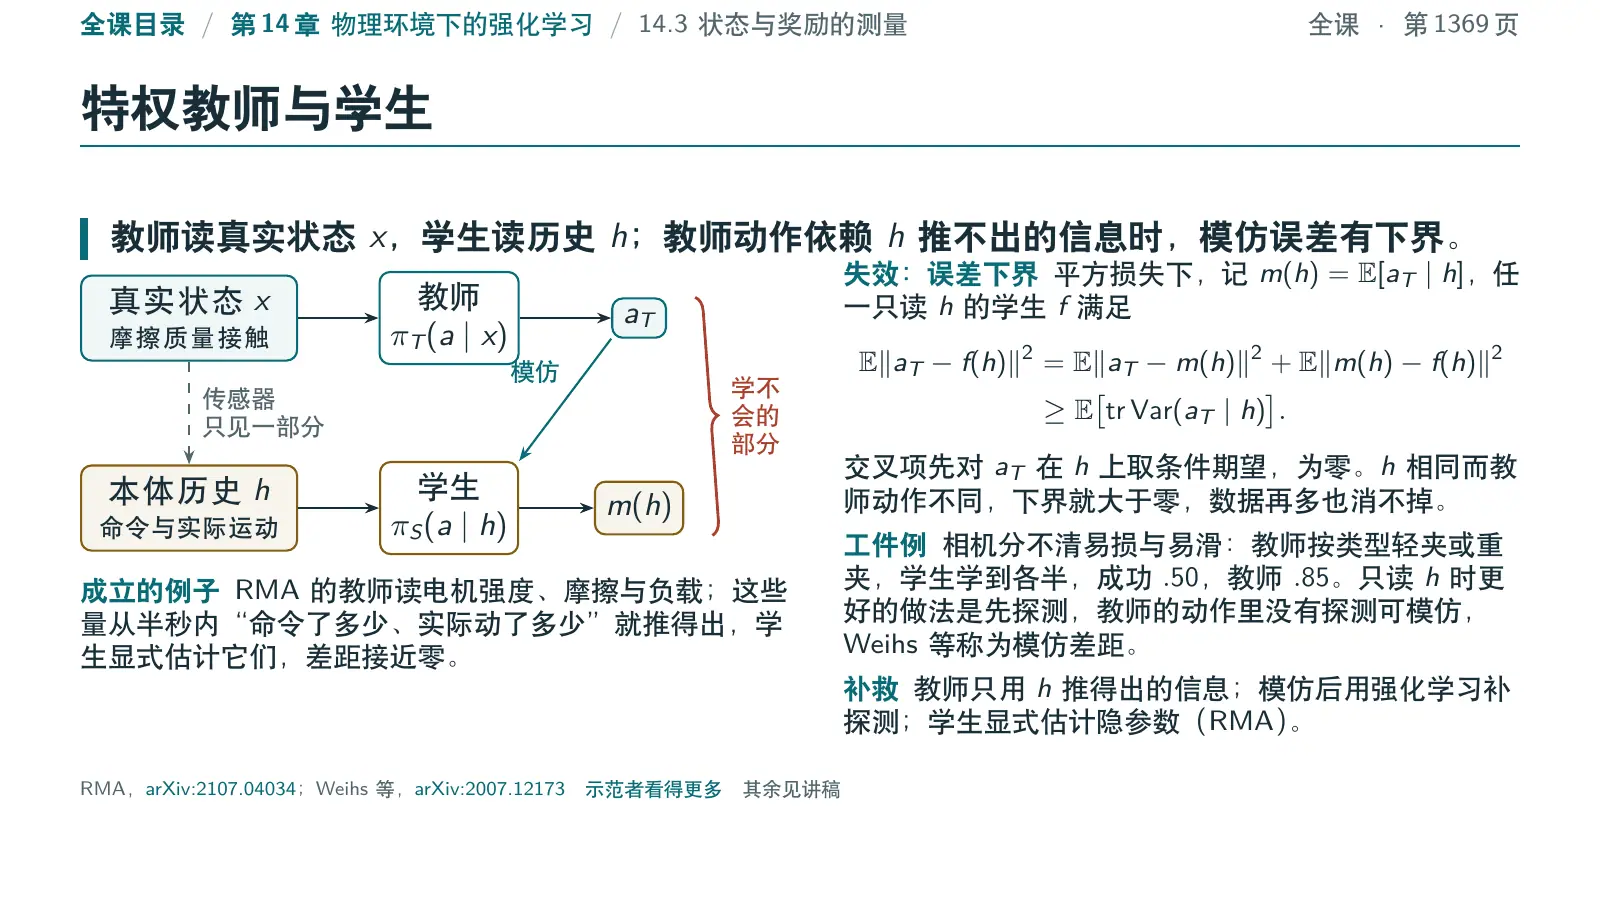 全课目录 / 第 14 章 物理环境下的强化学习 / 14.3 状态与奖励的测量
全课 · 第 1369 页
特权教师与学生
教师读真实状态 x，学生读历史 h；教师动作依赖 h 推不出的信息时，模仿误差有下界。
真实状态 x
摩擦质量接触
教师
π_T(a | x)
a_T
模仿
传感器
只见一部分
学不
会的
部分
本体历史 h
命令与实际运动
学生
π_S(a | h)
m(h)
成立的例子 RMA 的教师读电机强度、摩擦与负载；这些
量从半秒内“命令了多少、实际动了多少”就推得出，学
生显式估计它们，差距接近零。
失效：误差下界 平方损失下，记 m(h) = 𝔼[a_T | h]，任
一只读 h 的学生 f 满足
𝔼‖a_T − f(h)‖² = 𝔼‖a_T − m(h)‖² + 𝔼‖m(h) − f(h)‖²
≥ 𝔼[tr Var(a_T | h)].
交叉项先对 a_T 在 h 上取条件期望，为零。h 相同而教
师动作不同，下界就大于零，数据再多也消不掉。
工件例 相机分不清易损与易滑：教师按类型轻夹或重
夹，学生学到各半，成功 .50，教师 .85。只读 h 时更
好的做法是先探测，教师的动作里没有探测可模仿，
Weihs 等称为模仿差距。
补救 教师只用 h 推得出的信息；模仿后用强化学习补
探测；学生显式估计隐参数（RMA）。
RMA，arXiv:2107.04034；Weihs 等，arXiv:2007.12173 示范者看得更多 其余见讲稿